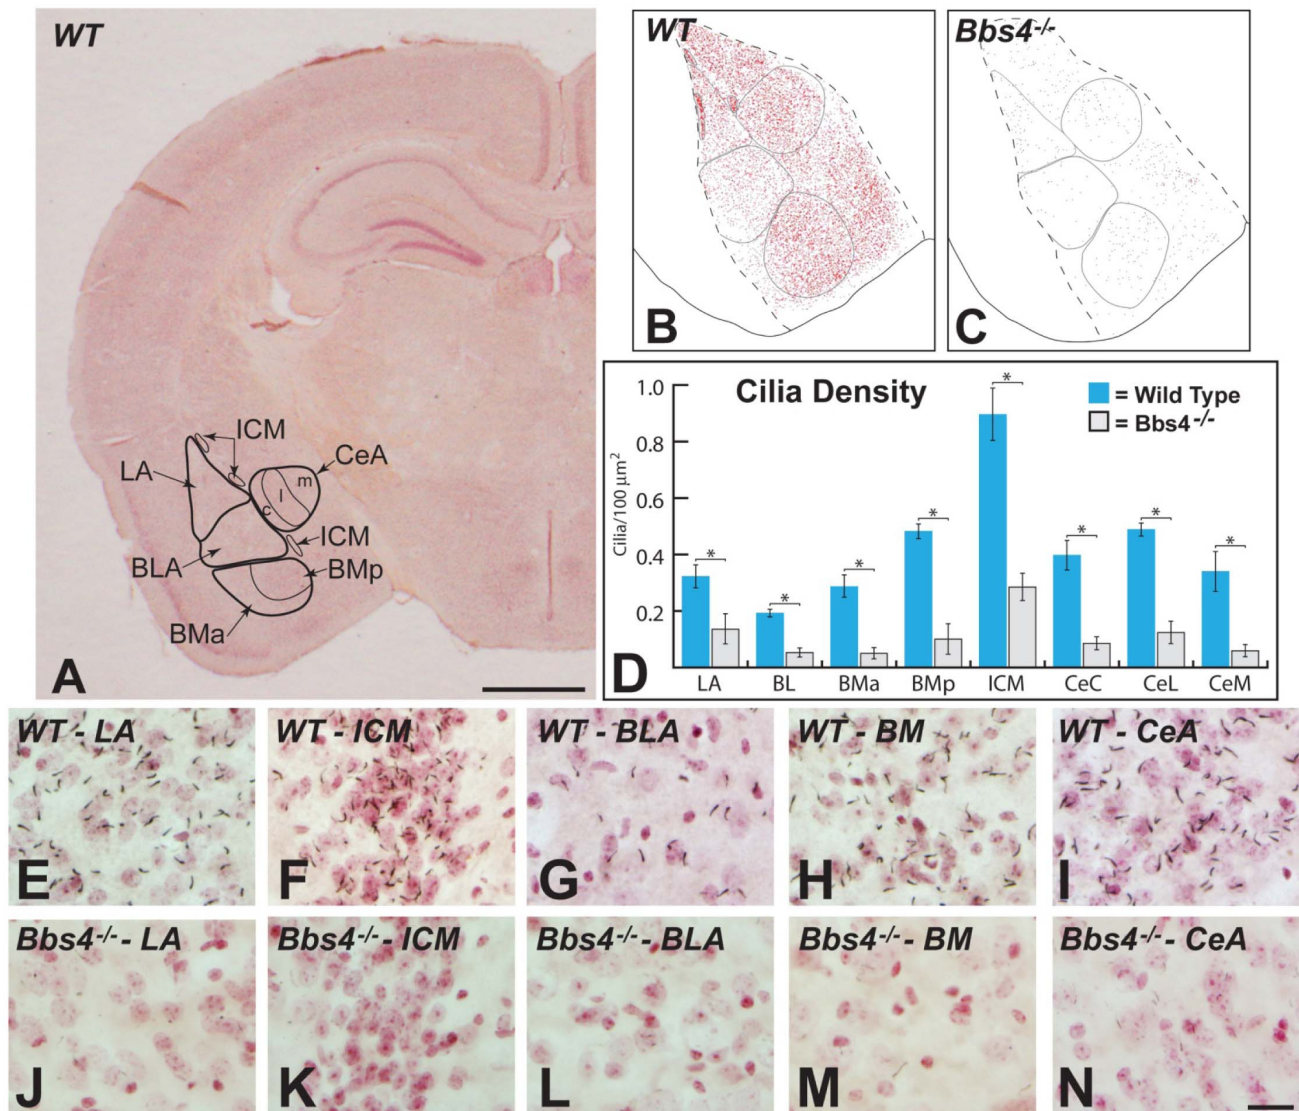 WT
ICM
LA
CeA
m
l
c
BLA
ICM
BMp
BMa
A
WT
B
Bbs4-/-
C
Cilia Density
= Wild Type
= Bbs4-/-
Cilia/100 µm2
1.0
0.8
0.6
0.4
0.2
* * * * * * * *
LA BL BMa BMp ICM CeC CeL CeM
D
WT - LA
E
WT - ICM
F
WT - BLA
G
WT - BM
H
WT - CeA
I
Bbs4-/- - LA
J
Bbs4-/- - ICM
K
Bbs4-/- - BLA
L
Bbs4-/- - BM
M
Bbs4-/- - CeA
N